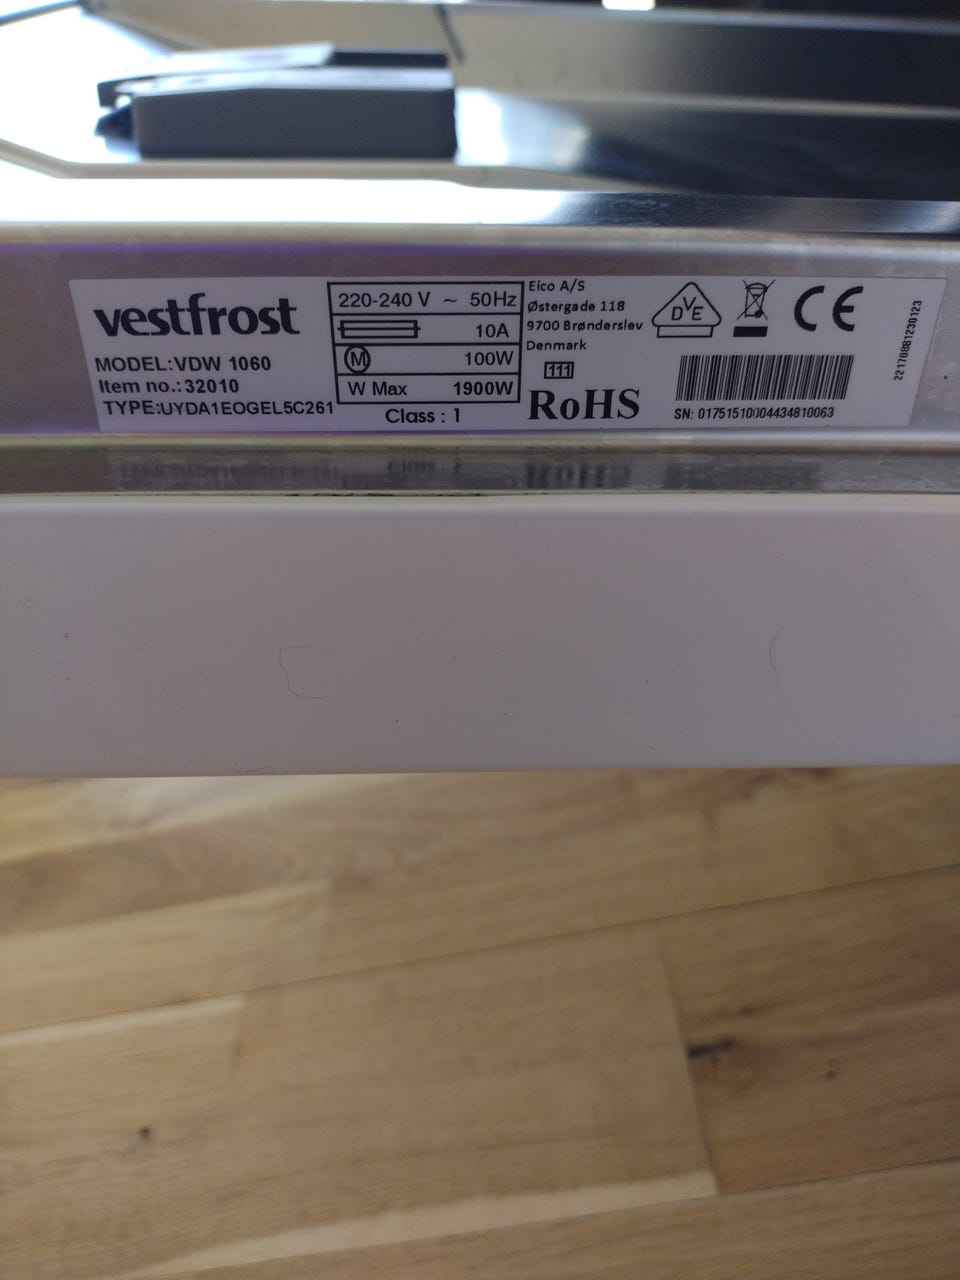 vestfrost
MODEL:VDW 1060
Item no.:32010
TYPE:UYDA1EOGEL5C261
220-240 V ~ 50Hz
10A
M 100W
W Max 1900W
Class : 1
Eico A/S
Østergade 118
9700 Brønderslev
Denmark
111
RoHS
DVE
CE
SN: 01751510004434810063
22170881230123